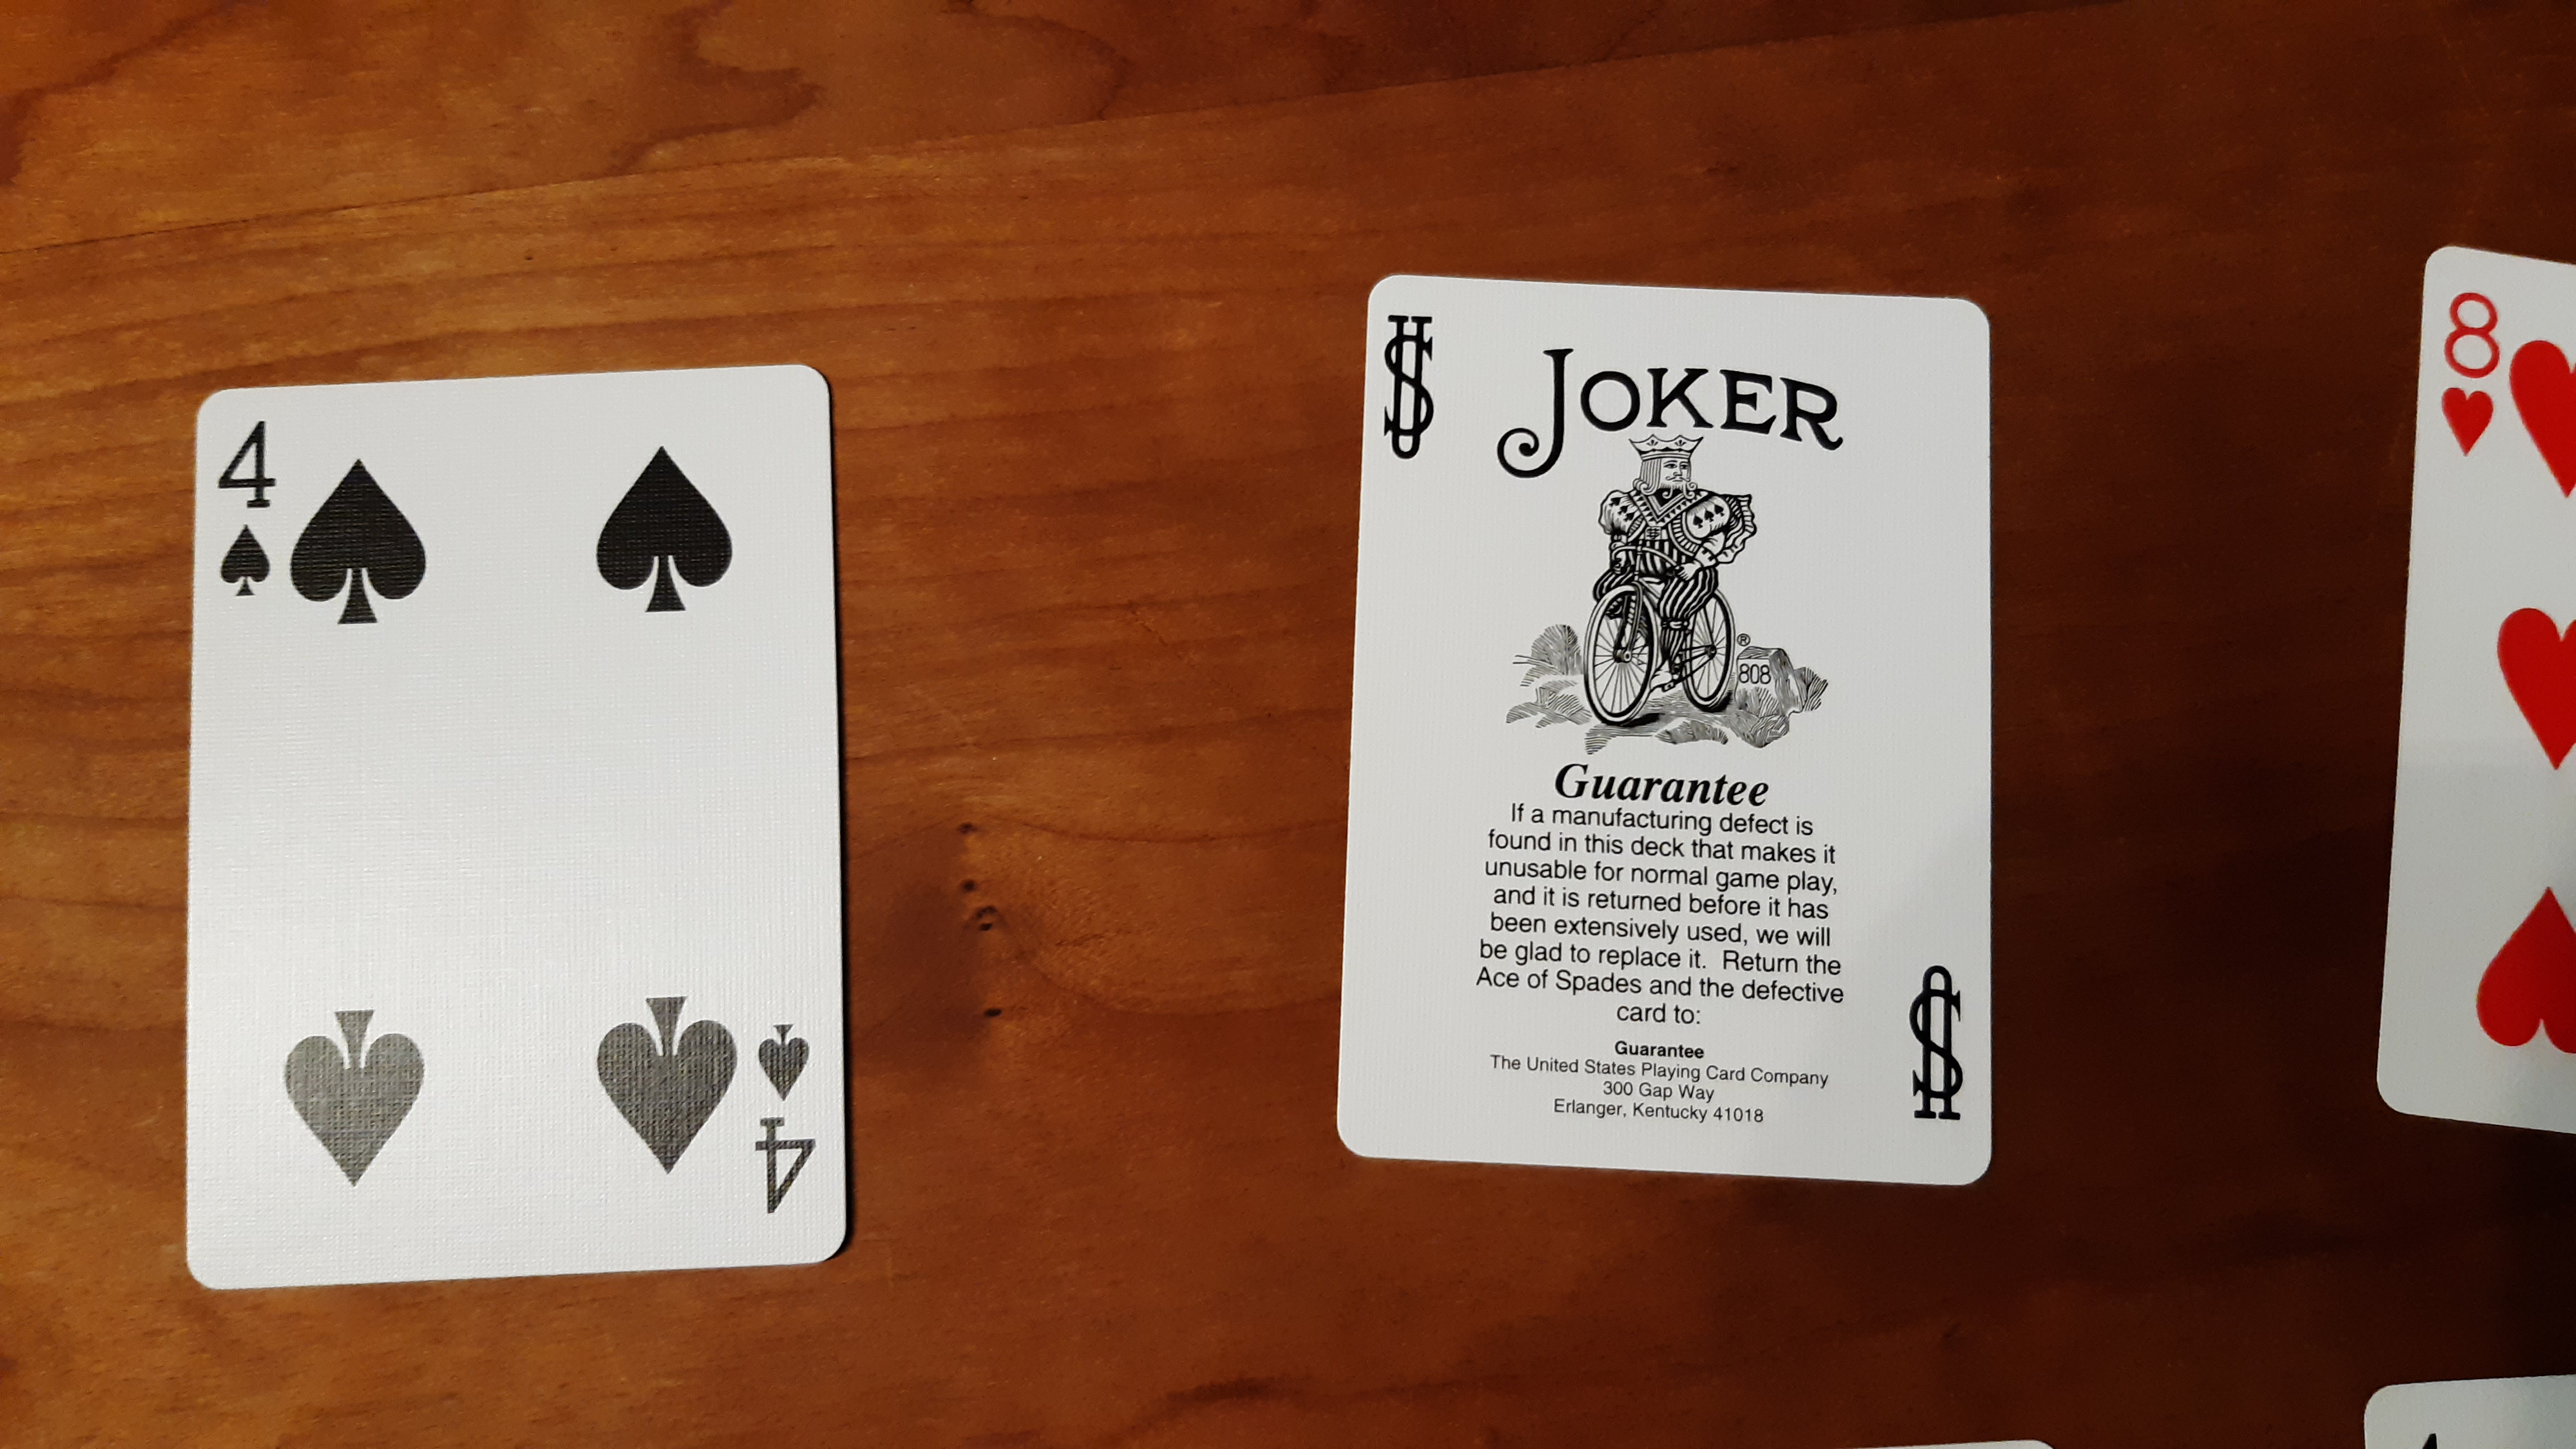 JOKER
®
808
Guarantee
If a manufacturing defect is
found in this deck that makes it
unusable for normal game play,
and it is returned before it has
been extensively used, we will
be glad to replace it. Return the
Ace of Spades and the defective
card to:
Guarantee
The United States Playing Card Company
300 Gap Way
Erlanger, Kentucky 41018
4
4
8
US
US